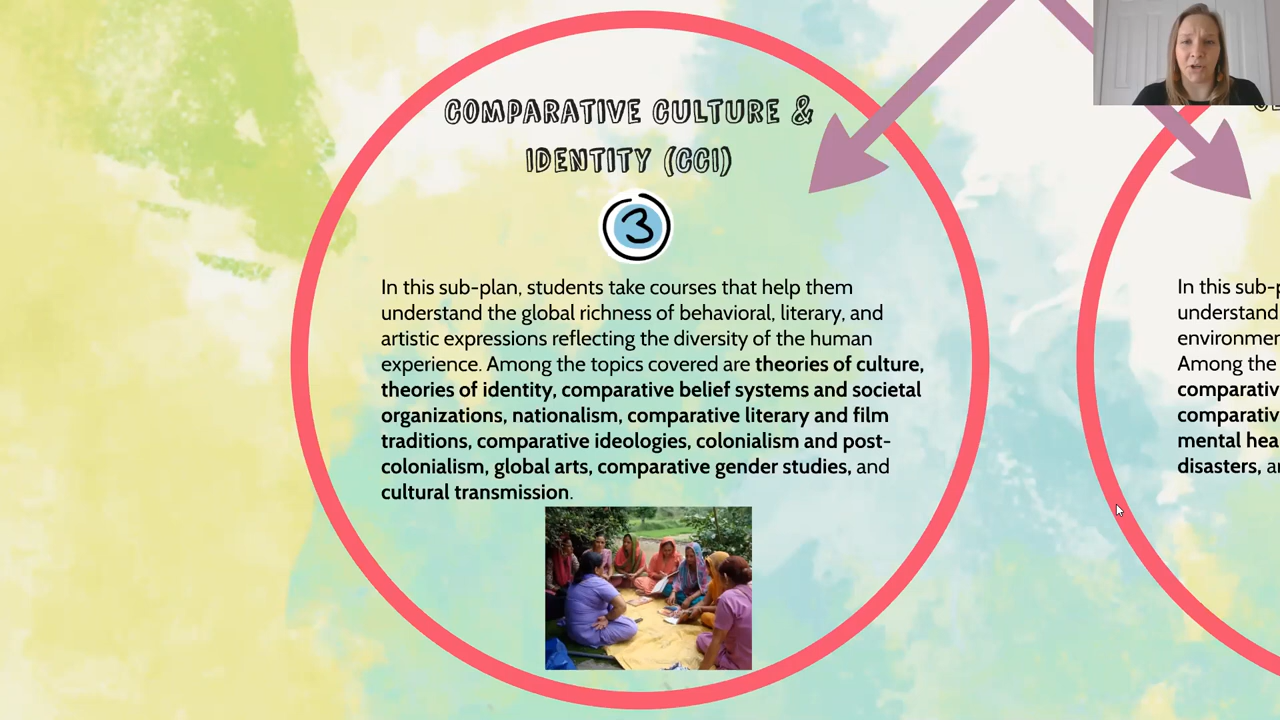 COMPARATIVE CULTURE &
IDENTITY (CCI)
3
In this sub-plan, students take courses that help them
understand the global richness of behavioral, literary, and
artistic expressions reflecting the diversity of the human
experience. Among the topics covered are theories of culture,
theories of identity, comparative belief systems and societal
organizations, nationalism, comparative literary and film
traditions, comparative ideologies, colonialism and post-
colonialism, global arts, comparative gender studies, and
cultural transmission.
In this sub-
understand
Among the
mental
disasters,